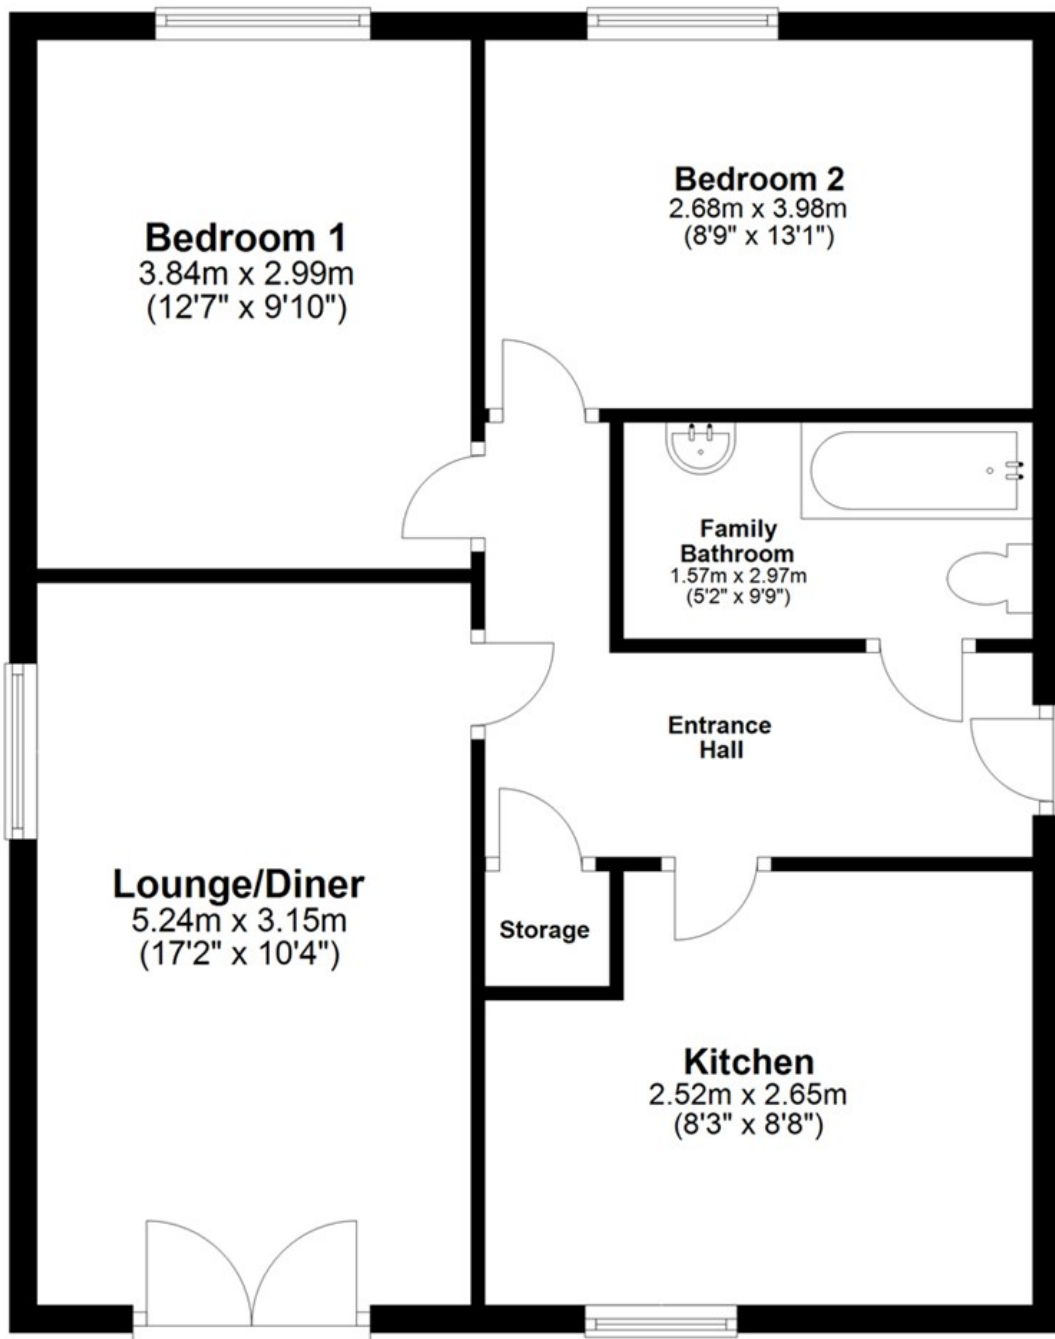 Bedroom 1
3.84m x 2.99m
(12'7" x 9'10")
Bedroom 2
2.68m x 3.98m
(8'9" x 13'1")
Family
Bathroom
1.57m x 2.97m
(5'2" x 9'9")
Entrance
Hall
Lounge/Diner
5.24m x 3.15m
(17'2" x 10'4")
Storage
Kitchen
2.52m x 2.65m
(8'3" x 8'8")